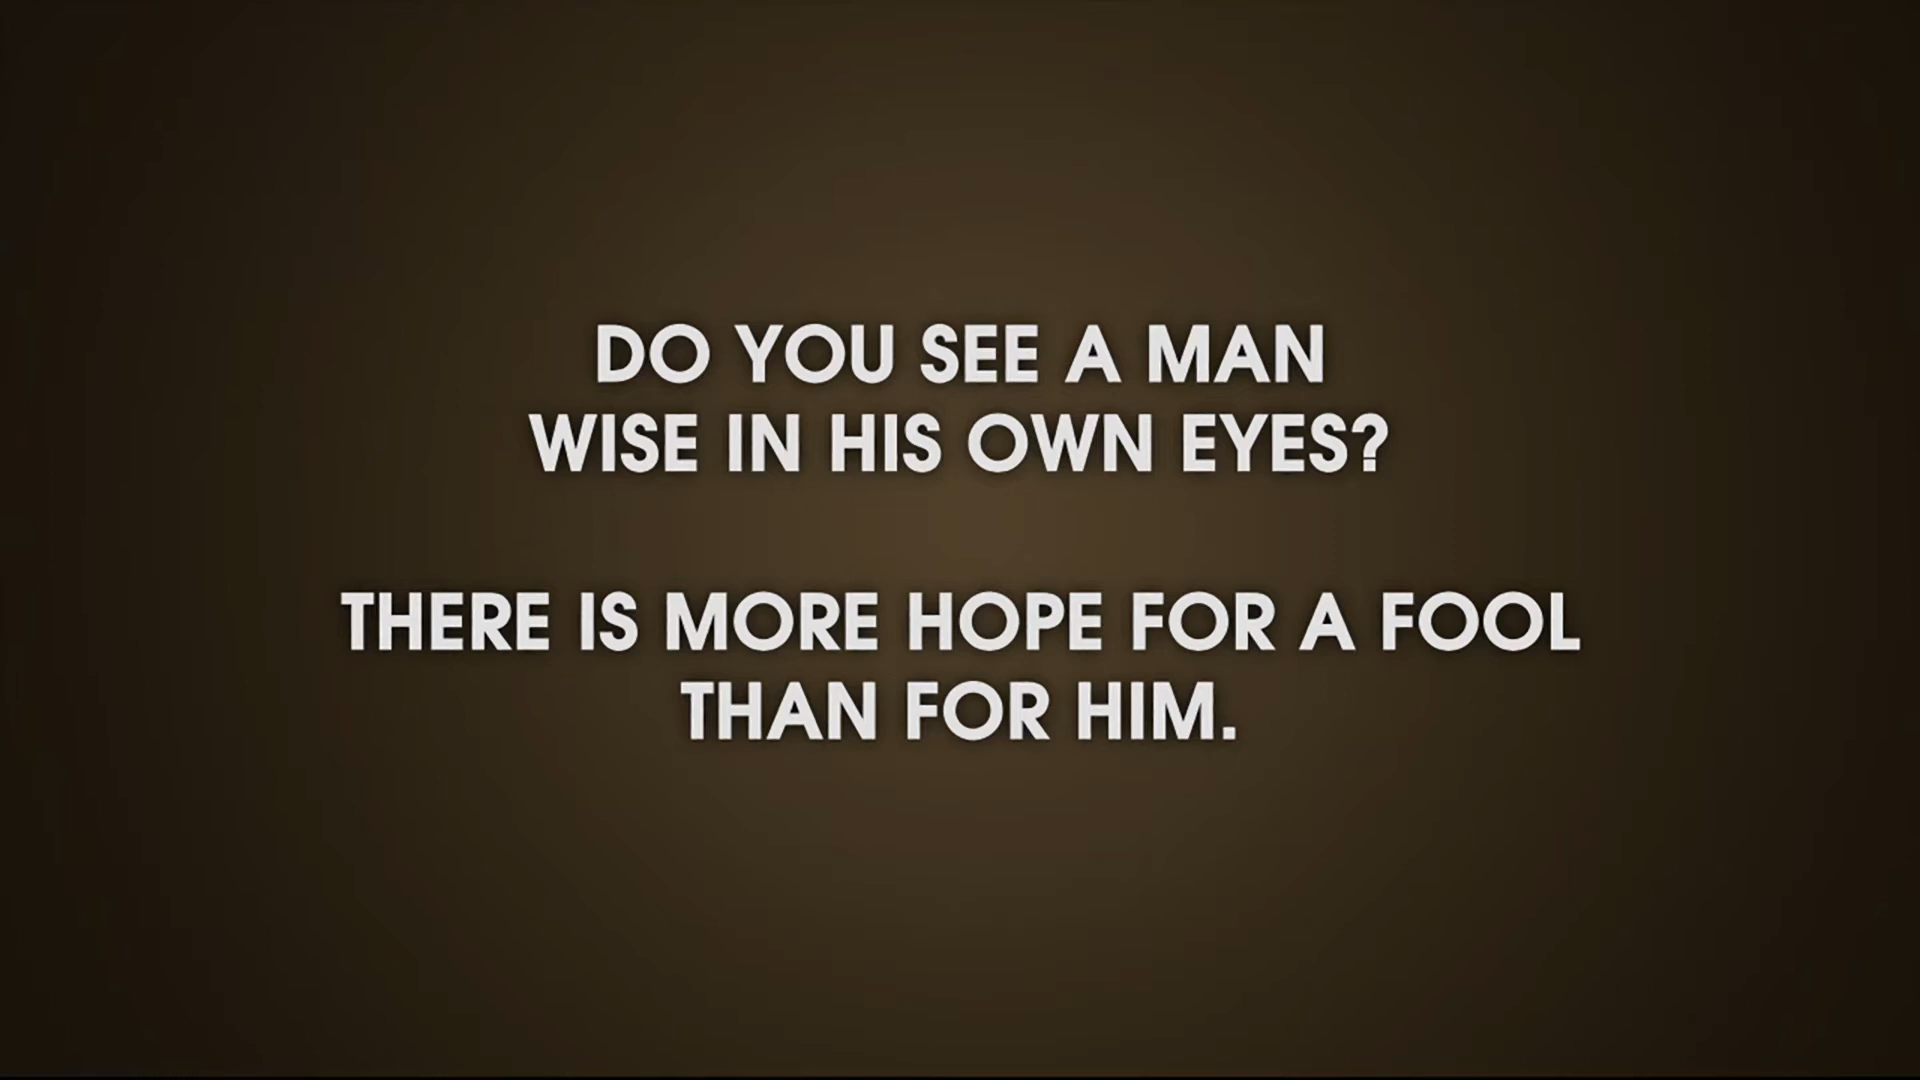 DO YOU SEE A MAN
WISE IN HIS OWN EYES?
THERE IS MORE HOPE FOR A FOOL
THAN FOR HIM.